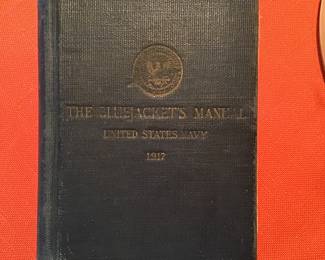 THE BLUEJACKET'S MANUAL
UNITED STATES NAVY
1917